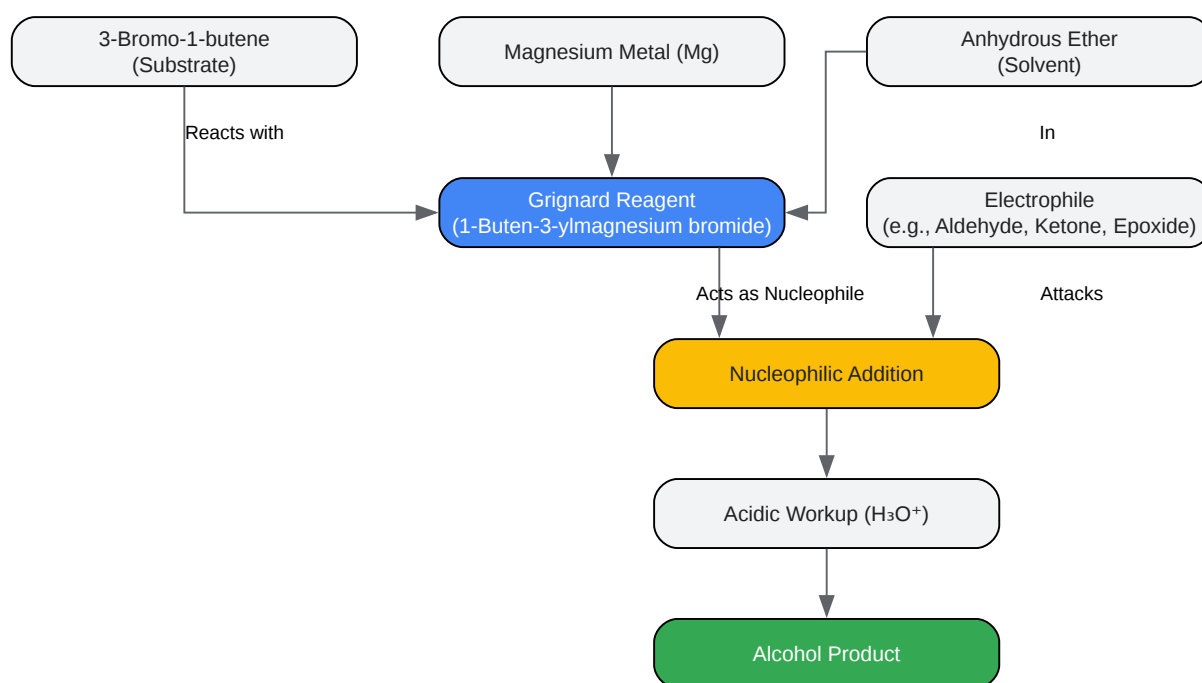 3-Bromo-1-butene
(Substrate)
Magnesium Metal (Mg)
Anhydrous Ether
(Solvent)
Reacts with
In
Grignard Reagent
(1-Buten-3-ylmagnesium bromide)
Electrophile
(e.g., Aldehyde, Ketone, Epoxide)
Acts as Nucleophile
Attacks
Nucleophilic Addition
Acidic Workup (H₃O⁺)
Alcohol Product